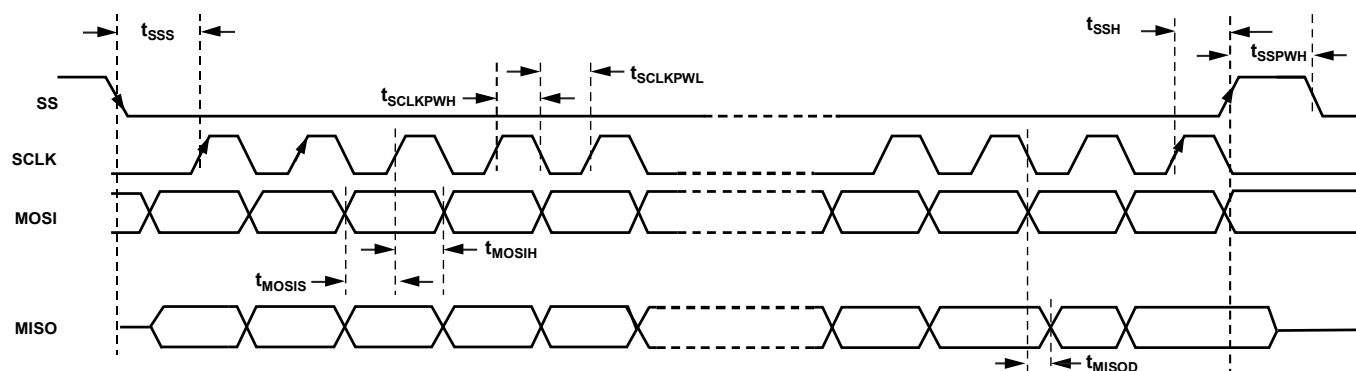 tSSS
tSSH
tSSPWH
tSCLKPWL
tSCLKPWH
SS
SCLK
MOSI
tMOSIH
tMOSIS
MISO
tMISOD